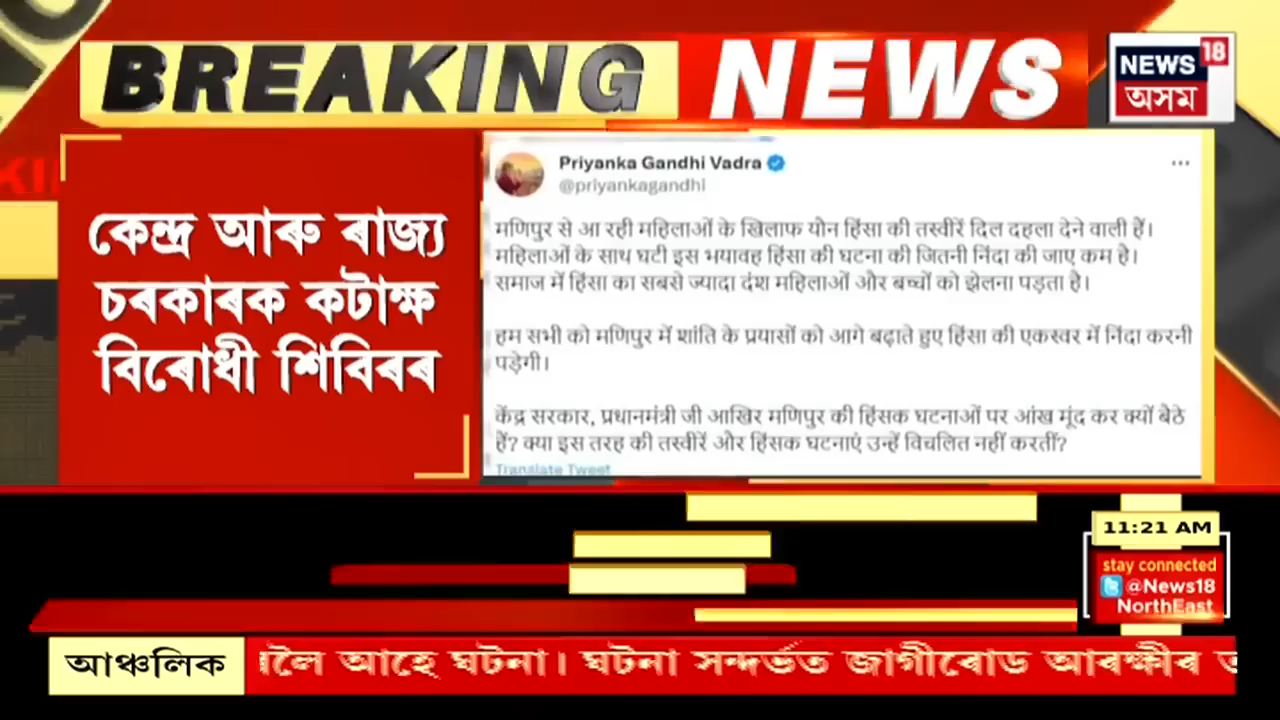 BREAKING NEWS
NEWS 18
অসম
কেন্দ্ৰ আৰু ৰাজ্য
চৰকাৰক কটাক্ষ
বিৰোধী শিবিৰৰ
Priyanka Gandhi Vadra
@priyankagandhi
मणिपुर से आ रही महिलाओं के खिलाफ यौन हिंसा की तस्वीरें दिल दहला देने वाली हैं।
महिलाओं के साथ घटी इस भयावह हिंसा की घटना की जितनी निंदा की जाए कम है।
समाज में हिंसा का सबसे ज्यादा दंश महिलाओं और बच्चों को झेलना पड़ता है।
हम सभी को मणिपुर में शांति के प्रयासों को आगे बढ़ाते हुए हिंसा की एकस्वर में निंदा करनी
पड़ेगी।
केंद्र सरकार, प्रधानमंत्री जी आखिर मणिपुर की हिंसक घटनाओं पर आंख मूंद कर क्यों बैठे
हैं? क्या इस तरह की तस्वीरें और हिंसक घटनाएं उन्हें विचलित नहीं करतीं?
Translate Tweet
11:21 AM
stay connected
@News18
NorthEast
আঞ্চলিক
আহে ঘটনা। ঘটনা সন্দৰ্ভত জাগীৰোড আৰক্ষীৰ